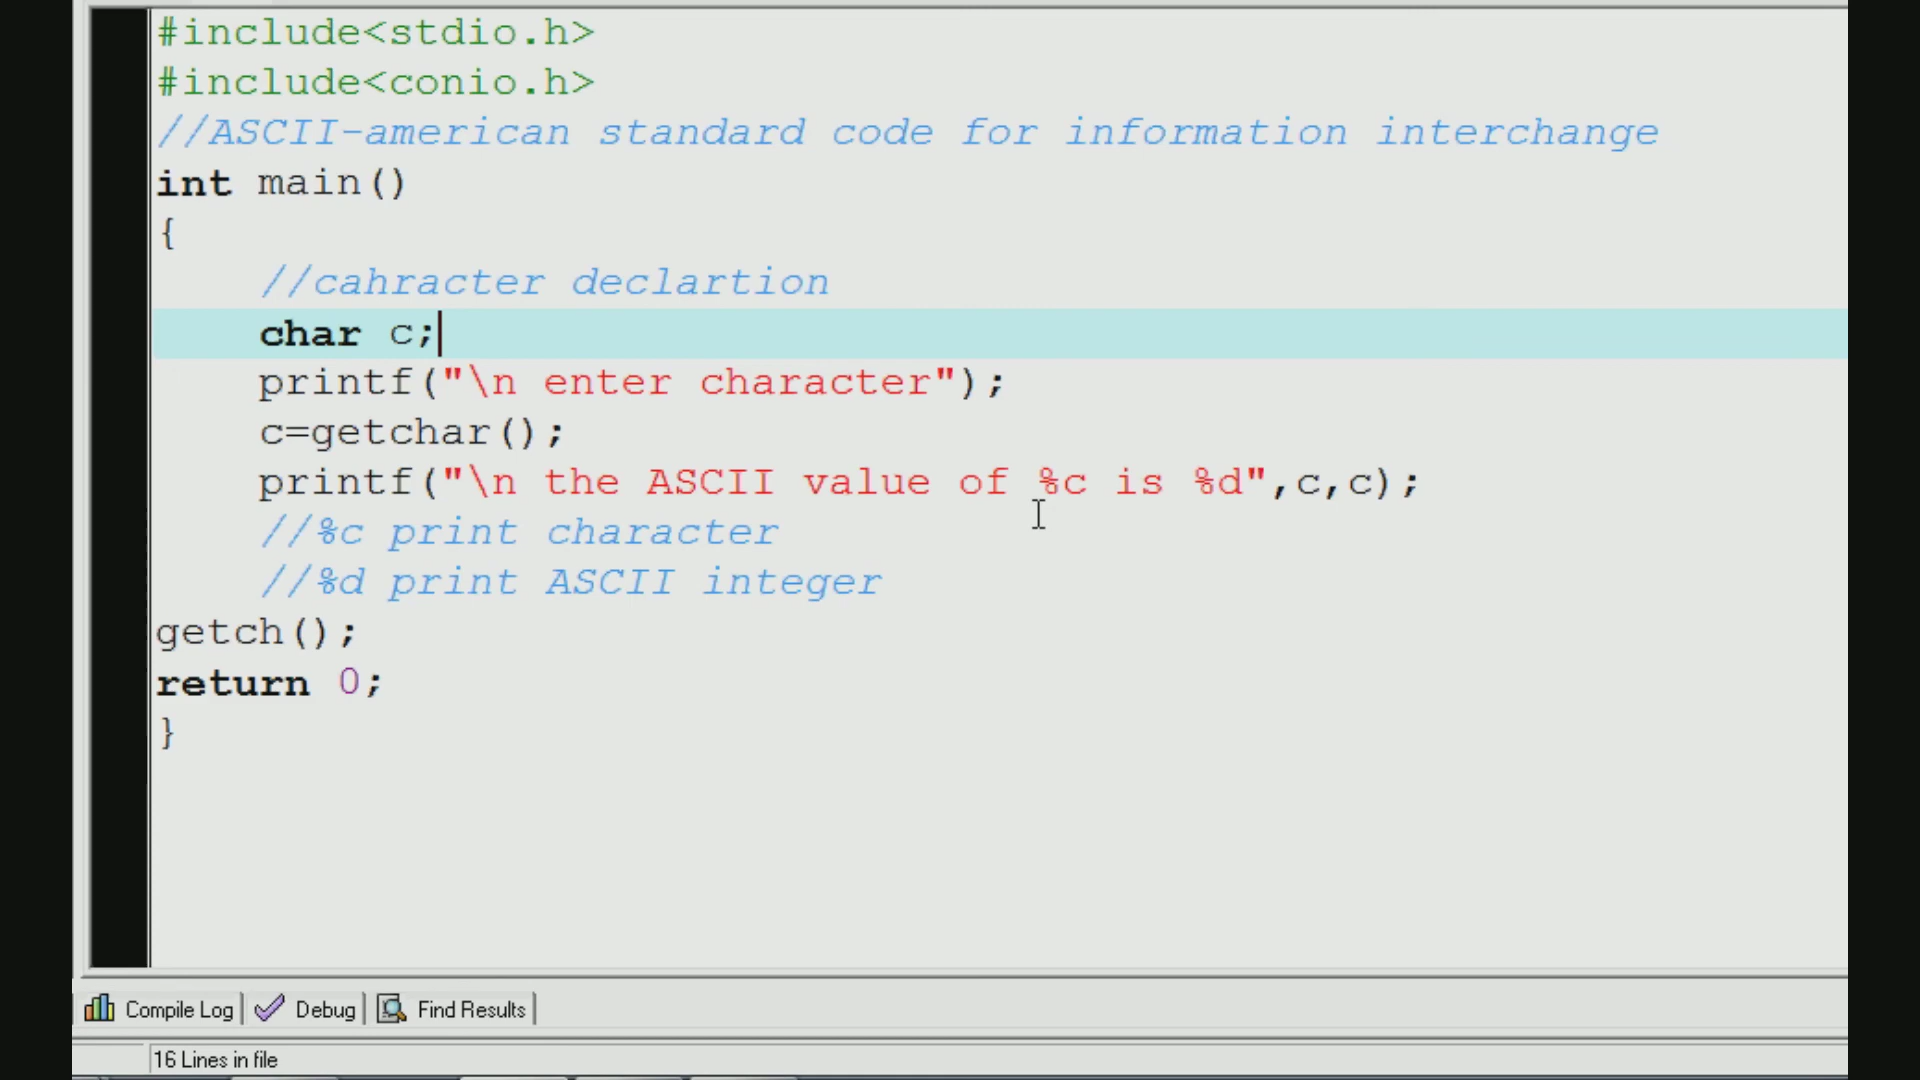 #include<stdio.h>
#include<conio.h>
//ASCII-american standard code for information interchange
int main()
{
//cahracter declartion
char c;
printf("\n enter character");
c=getchar();
printf("\n the ASCII value of %c is %d",c,c);
//%c print character
//%d print ASCII integer
getch();
return 0;
}
Compile Log Debug Find Results
16 Lines in file